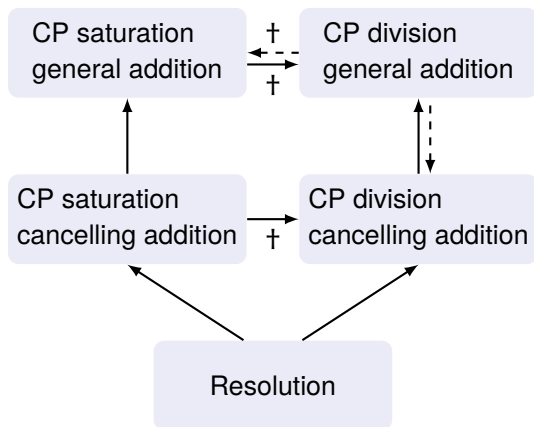 CP saturation
general addition
†
†
CP division
general addition
CP saturation
cancelling addition
†
CP division
cancelling addition
Resolution